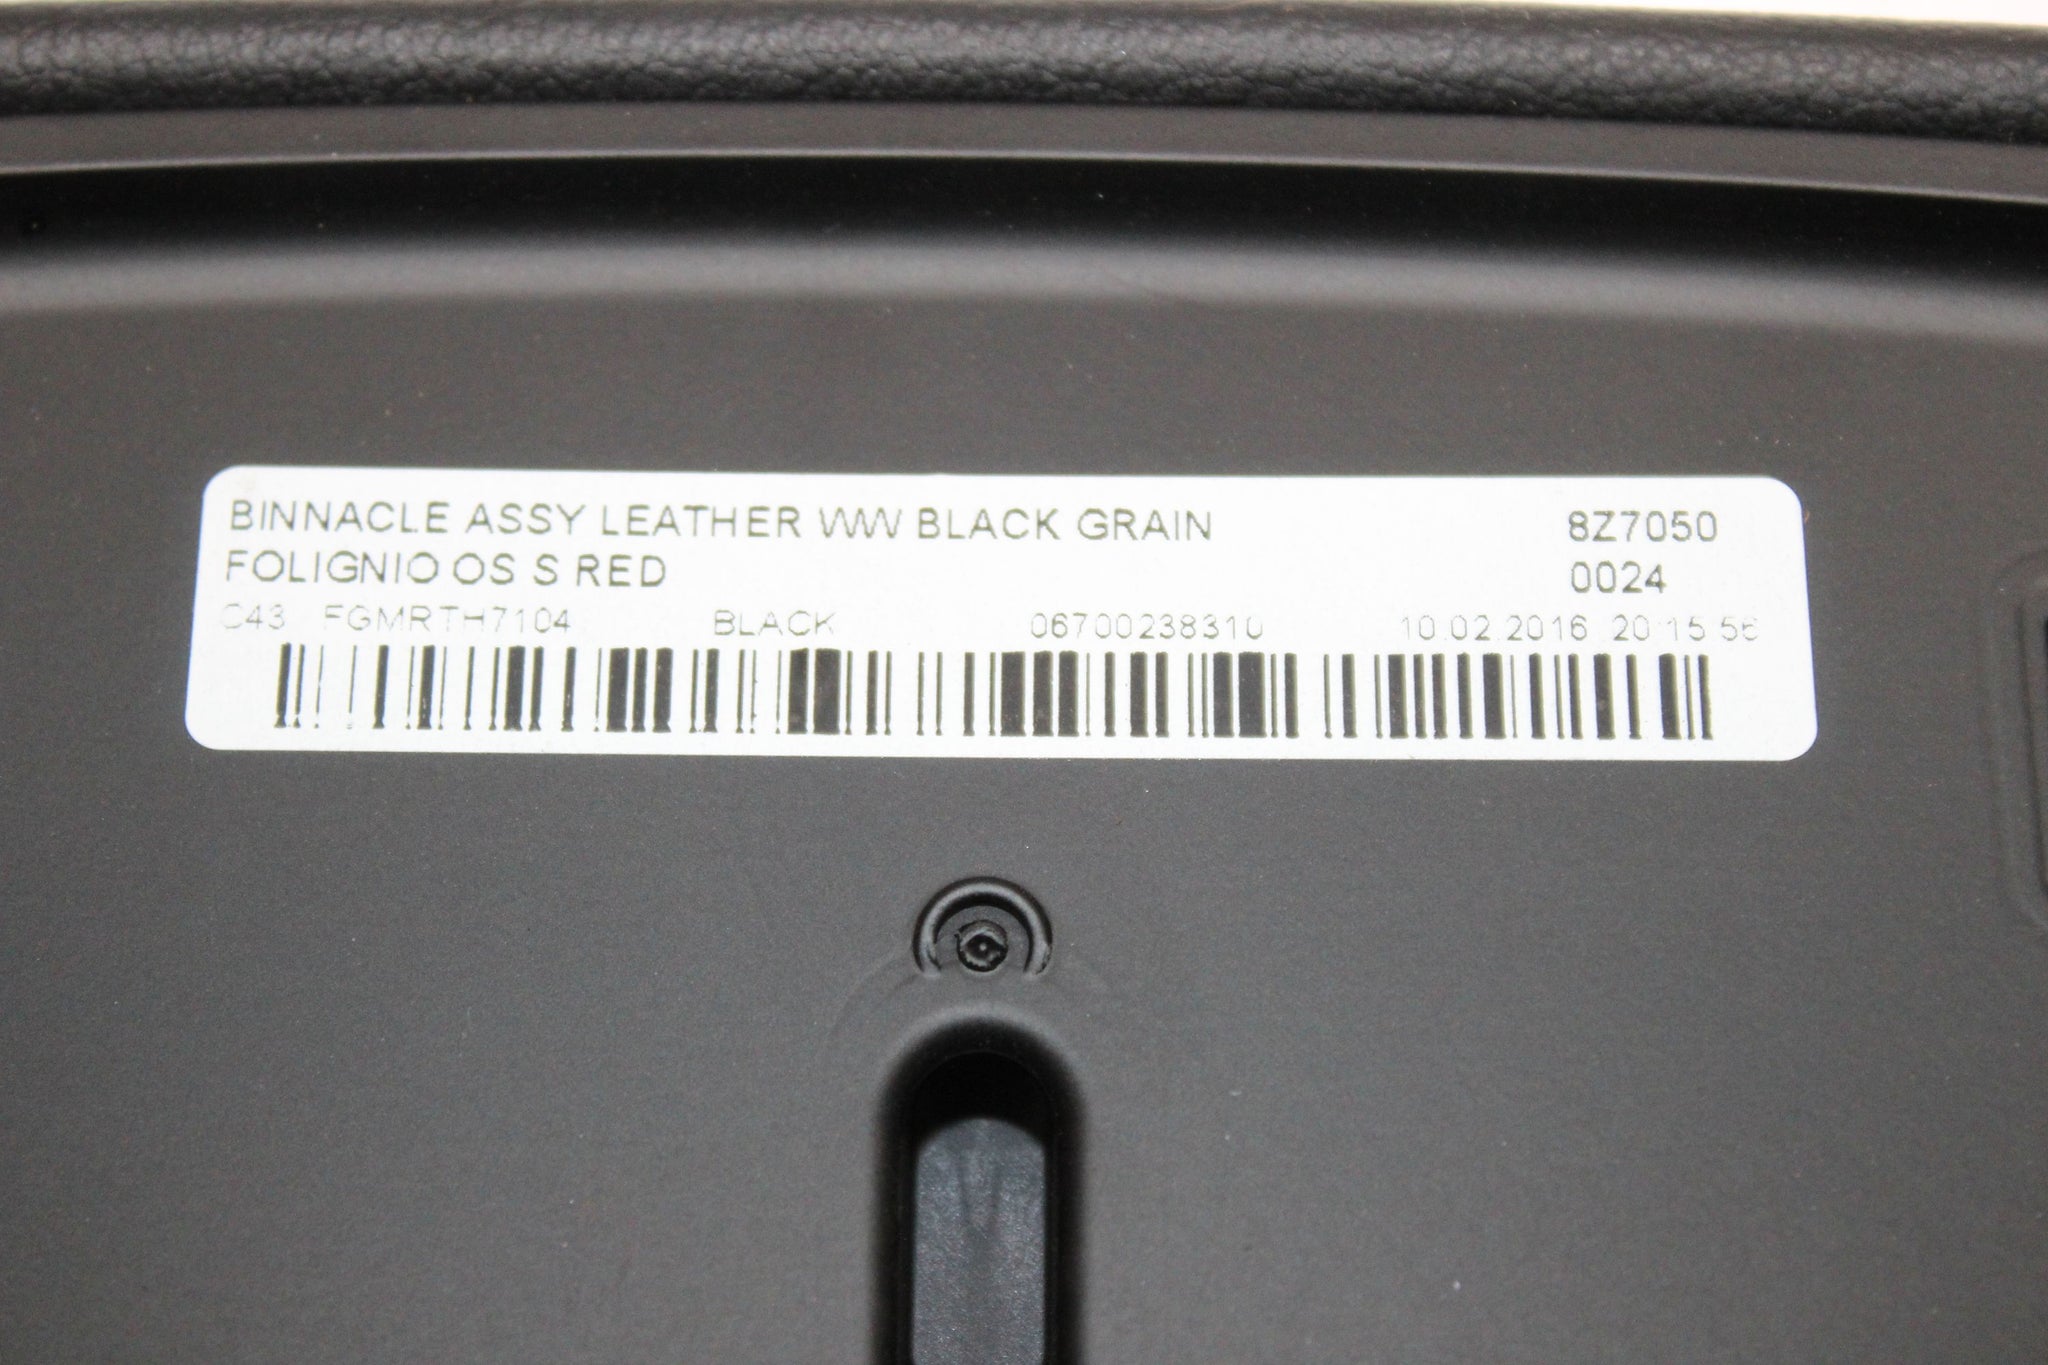 BINNACLE ASSY LEATHER WW BLACK GRAIN 8Z7050
FOLIGNIO OS S RED 0024
C43 FGMRTH7104 BLACK 06700238310 10.02.2016 20:15:56